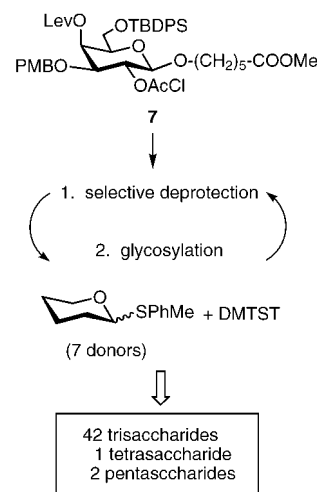 LevO OTBDPS
O
PMBO O-(CH2)5-COOMe
OAcCl
7
1. selective deprotection
2. glycosylation
O
SPhMe + DMTST
(7 donors)
42 trisaccharides
1 tetrasaccharide
2 pentasccharides